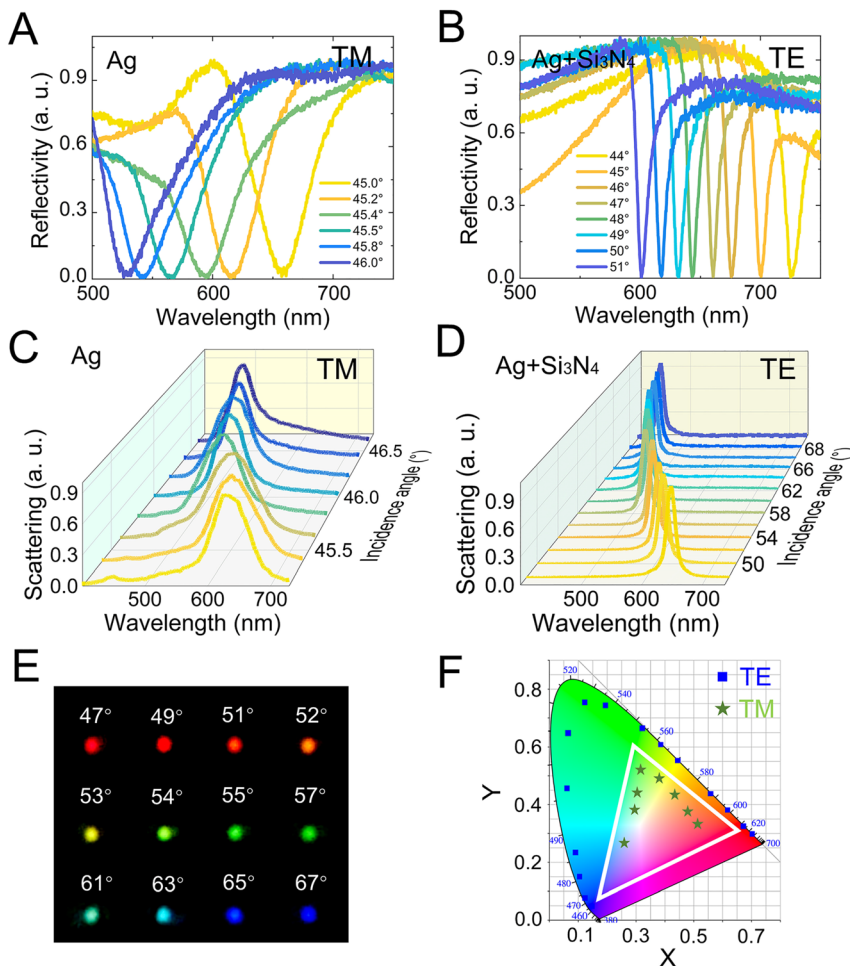 A
Ag
TM
0.9
0.6
0.3
0.0
Reflectivity (a. u.)
45.0°
45.2°
45.4°
45.5°
45.8°
46.0°
500
600
700
Wavelength (nm)
B
Ag+Si₃N₄
TE
0.9
0.6
0.3
0.0
Reflectivity (a. u.)
44°
45°
46°
47°
48°
49°
50°
51°
500
600
700
Wavelength (nm)
C
Ag
TM
0.9
0.6
0.3
0.0
Scattering (a. u.)
500
600
700
Wavelength (nm)
46.5
46.0
45.5
Incidence angle (°)
D
Ag+Si₃N₄
TE
0.9
0.6
0.3
0.0
Scattering (a. u.)
500
600
700
Wavelength (nm)
68
66
62
58
54
50
Incidence angle (°)
E
47° 49° 51° 52°
53° 54° 55° 57°
61° 63° 65° 67°
F
TE
TM
0.8
0.6
0.4
0.2
0.0
Y
520
540
560
580
600
620
700
490
480
470
460
380
0.1 0.3 0.5 0.7
X